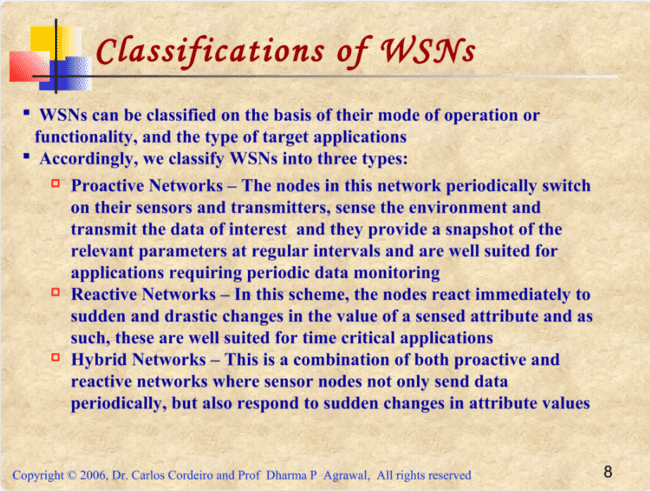 Classifications of WSNs
▪ WSNs can be classified on the basis of their mode of operation or
functionality, and the type of target applications
▪ Accordingly, we classify WSNs into three types:
□ Proactive Networks – The nodes in this network periodically switch
on their sensors and transmitters, sense the environment and
transmit the data of interest and they provide a snapshot of the
relevant parameters at regular intervals and are well suited for
applications requiring periodic data monitoring
□ Reactive Networks – In this scheme, the nodes react immediately to
sudden and drastic changes in the value of a sensed attribute and as
such, these are well suited for time critical applications
□ Hybrid Networks – This is a combination of both proactive and
reactive networks where sensor nodes not only send data
periodically, but also respond to sudden changes in attribute values
Copyright © 2006, Dr. Carlos Cordeiro and Prof Dharma P Agrawal, All rights reserved
8